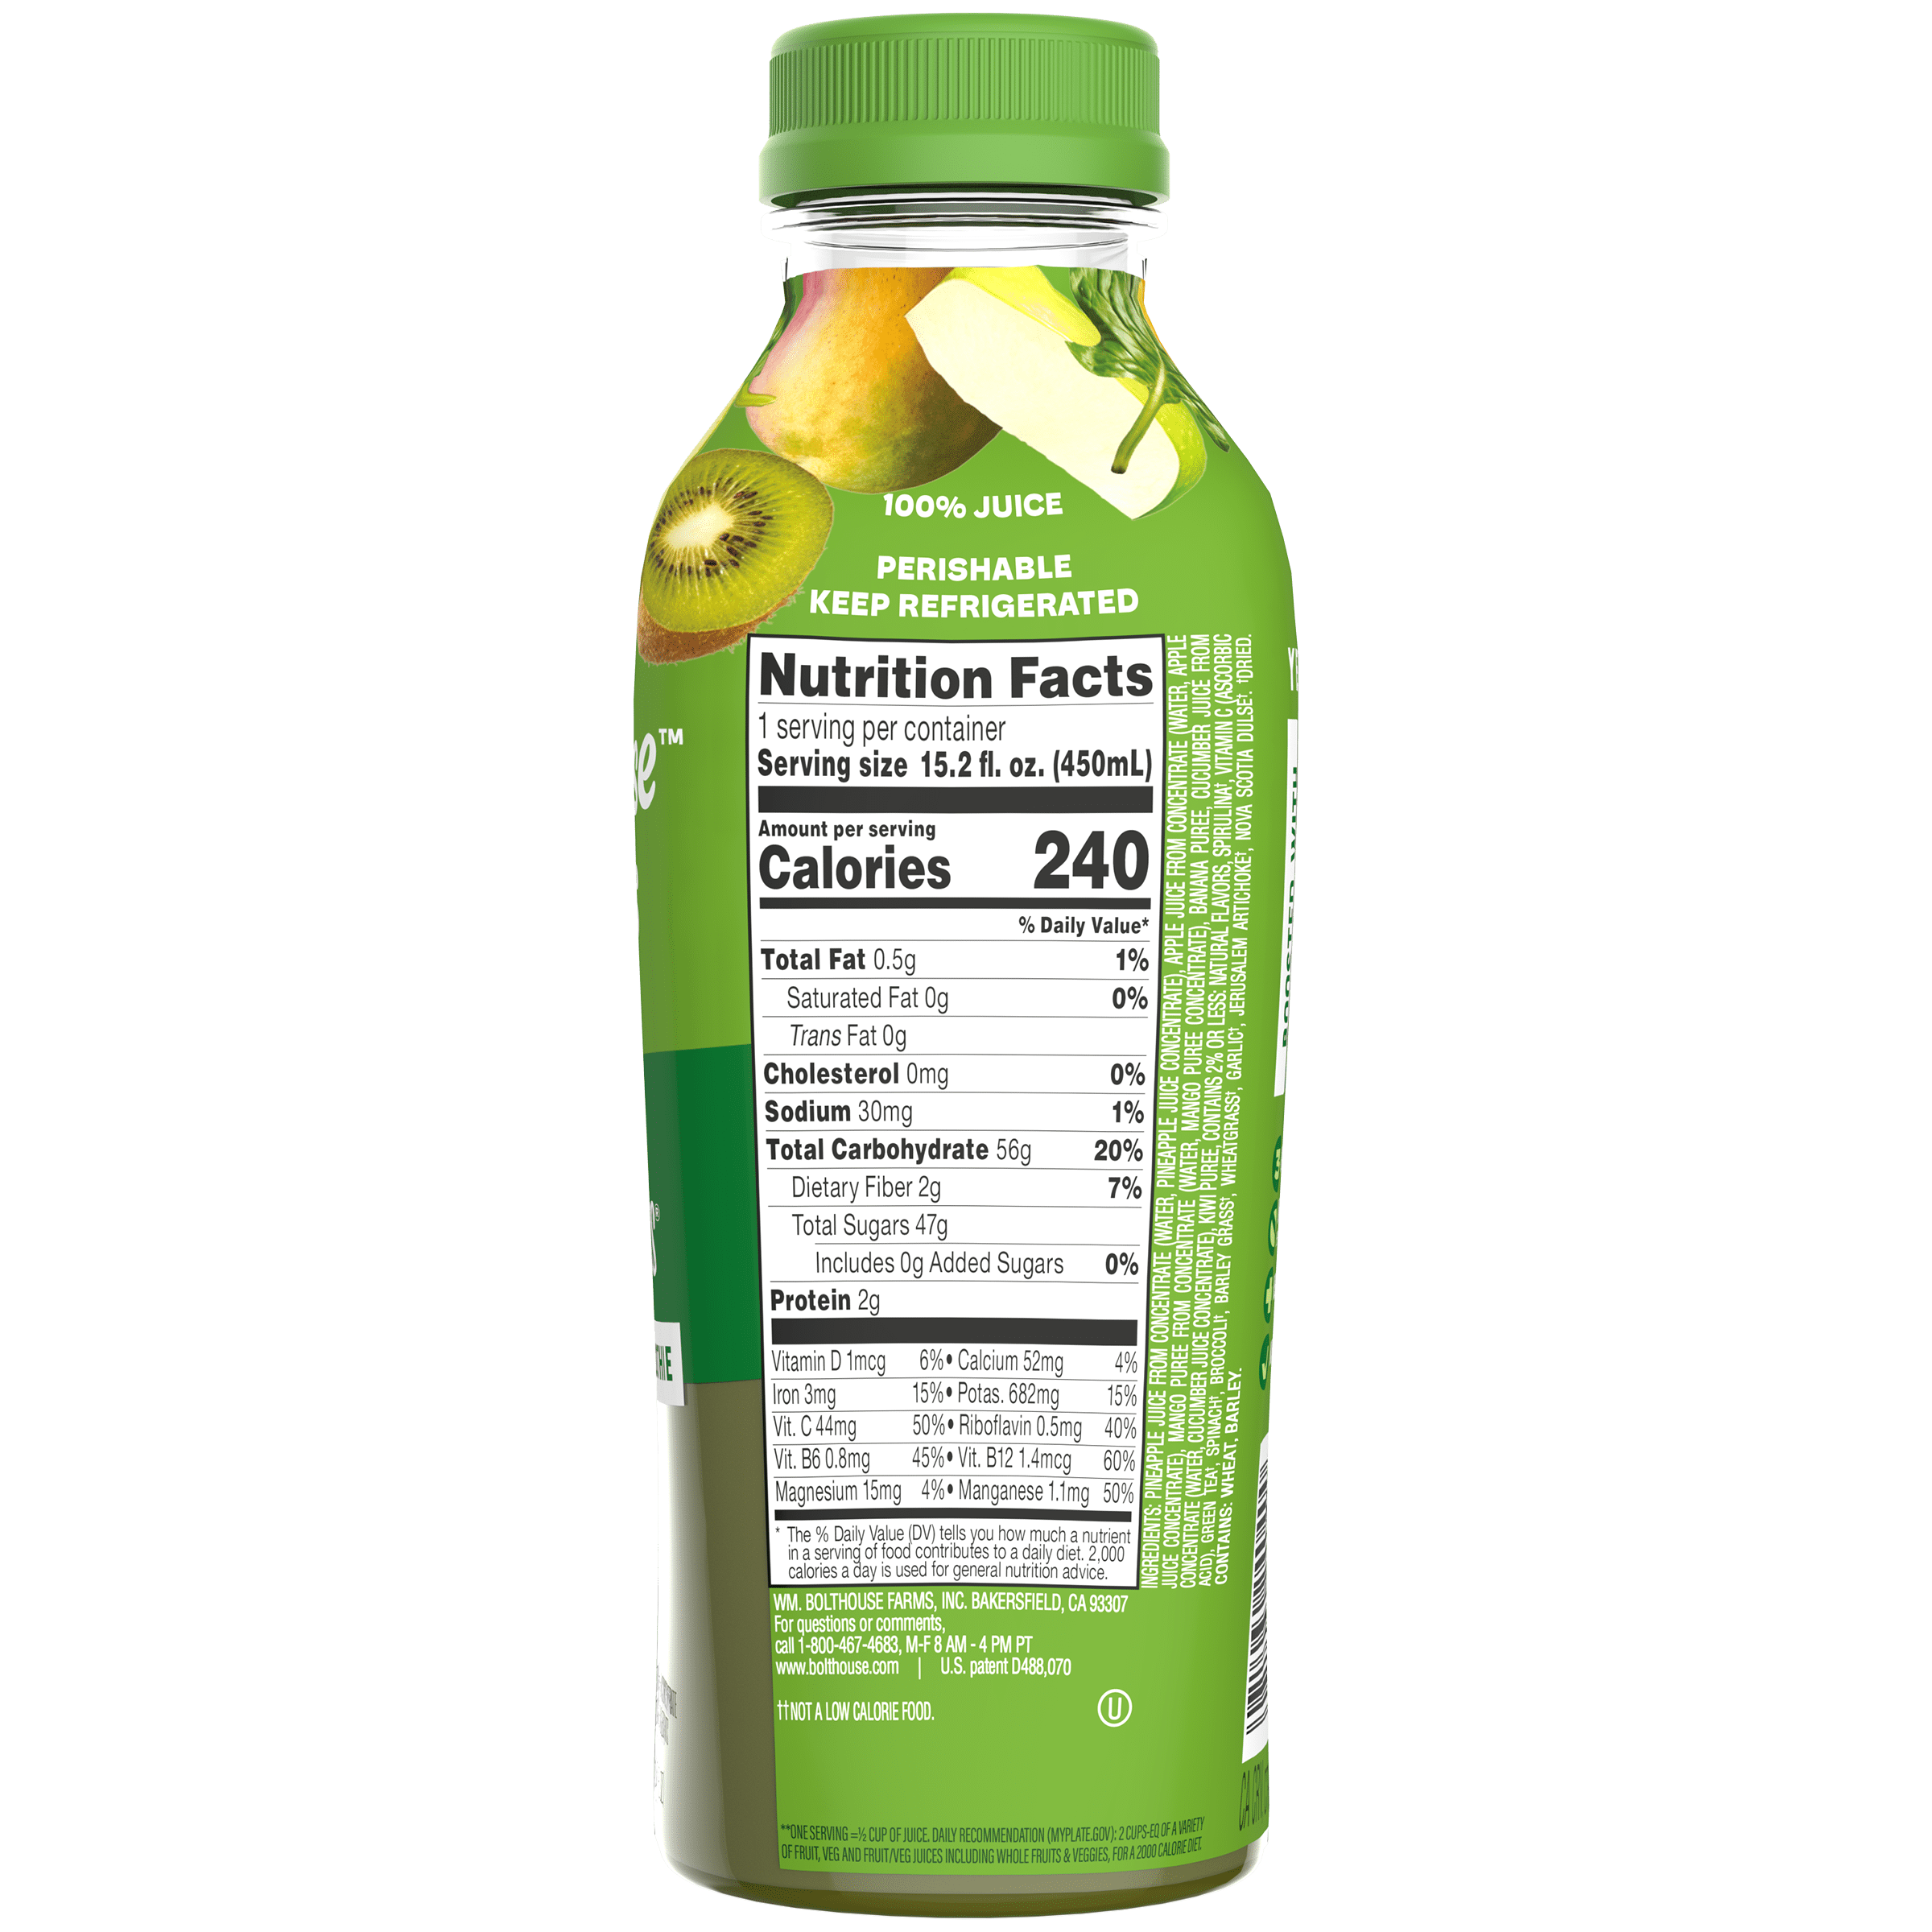 100% JUICE
PERISHABLE
KEEP REFRIGERATED
Nutrition Facts
1 serving per container
Serving size 15.2 fl. oz. (450mL)
Amount per serving
Calories 240
% Daily Value*
Total Fat 0.5g 1%
Saturated Fat 0g 0%
Trans Fat 0g
Cholesterol 0mg 0%
Sodium 30mg 1%
Total Carbohydrate 56g 20%
Dietary Fiber 2g 7%
Total Sugars 47g
Includes 0g Added Sugars 0%
Protein 2g
Vitamin D 1mcg 6% • Calcium 52mg 4%
Iron 3mg 15% • Potas. 682mg 15%
Vit. C 44mg 50% • Riboflavin 0.5mg 40%
Vit. B6 0.8mg 45% • Vit. B12 1.4mcg 60%
Magnesium 15mg 4% • Manganese 1.1mg 50%
* The % Daily Value (DV) tells you how much a nutrient
in a serving of food contributes to a daily diet. 2,000
calories a day is used for general nutrition advice.
WM. BOLTHOUSE FARMS, INC. BAKERSFIELD, CA 93307
For questions or comments,
call 1-800-467-4683, M-F 8 AM - 4 PM PT
www.bolthouse.com | U.S. patent D488,070
††NOT A LOW CALORIE FOOD.
U
**ONE SERVING = ½ CUP OF JUICE. DAILY RECOMMENDATION (MYPLATE.GOV): 2 CUPS-EQ OF A VARIETY
OF FRUIT, VEG AND FRUIT/VEG JUICES INCLUDING WHOLE FRUITS & VEGGIES, FOR A 2000 CALORIE DIET.
INGREDIENTS: PINEAPPLE JUICE FROM CONCENTRATE (WATER, PINEAPPLE JUICE CONCENTRATE), APPLE JUICE FROM CONCENTRATE (WATER, APPLE
JUICE CONCENTRATE), MANGO PUREE FROM CONCENTRATE (WATER, MANGO PUREE CONCENTRATE), BANANA PUREE, CUCUMBER JUICE FROM
CONCENTRATE (WATER, CUCUMBER JUICE CONCENTRATE), KIWI PUREE, CONTAINS 2% OR LESS: NATURAL FLAVORS, SPIRULINA†, VITAMIN C (ASCORBIC
ACID), GREEN TEA†, SPINACH†, BROCCOLI†, BARLEY GRASS†, WHEATGRASS†, GARLIC†, JERUSALEM ARTICHOKE†, NOVA SCOTIA DULSE†. †DRIED.
CONTAINS: WHEAT, BARLEY.